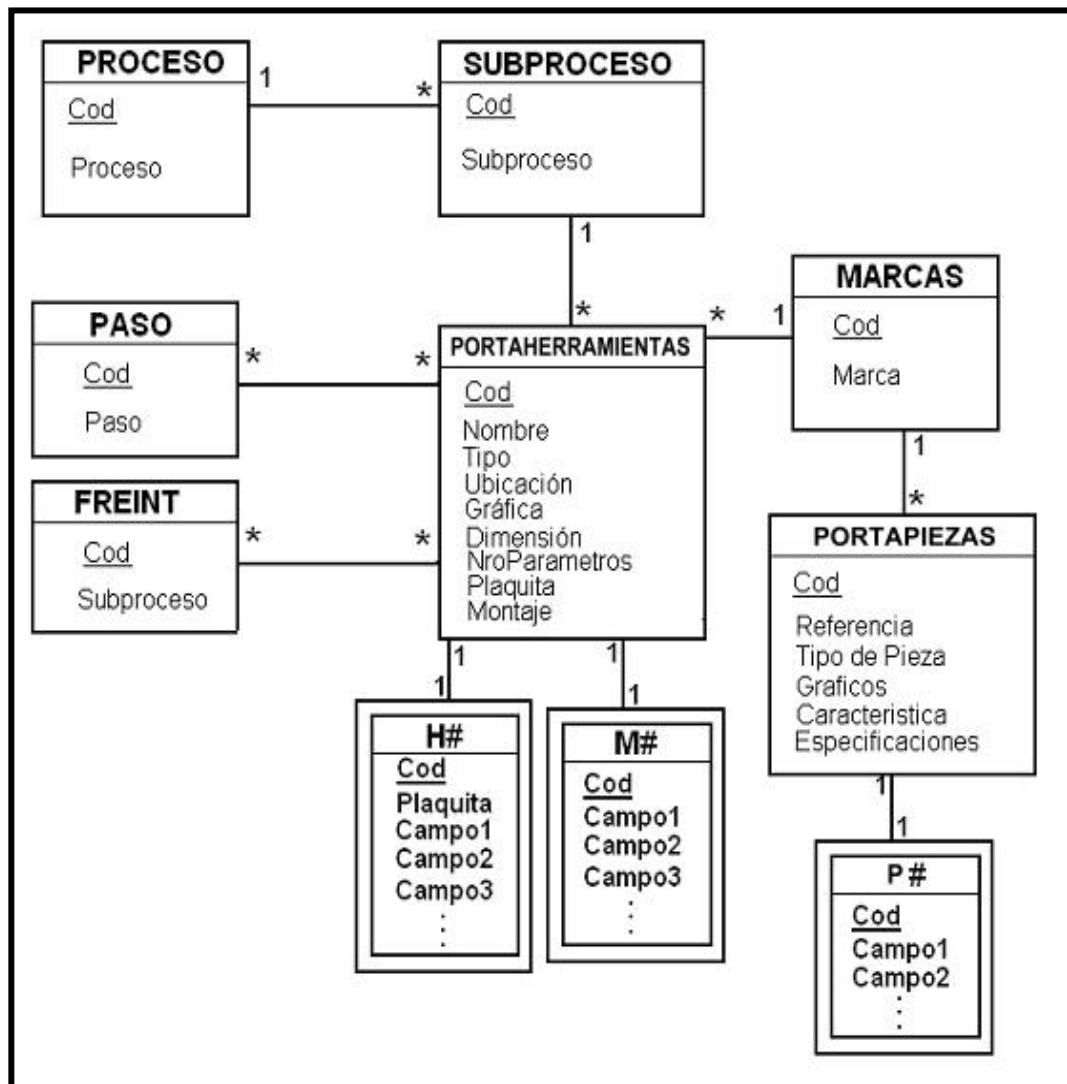 PROCESO
Cod
Proceso
1
*
SUBPROCESO
Cod
Subproceso
1
*
MARCAS
Cod
Marca
1
*
1
*
PASO
Cod
Paso
*
*
FREINT
Cod
Subproceso
*
*
PORTAHERRAMIENTAS
Cod
Nombre
Tipo
Ubicación
Gráfica
Dimensión
NroParametros
Plaquita
Montaje
PORTAPIEZAS
Cod
Referencia
Tipo de Pieza
Graficos
Caracteristica
Especificaciones
1
1
1
1
1
1
H#
Cod
Plaquita
Campo1
Campo2
Campo3
M#
Cod
Campo1
Campo2
Campo3
P#
Cod
Campo1
Campo2